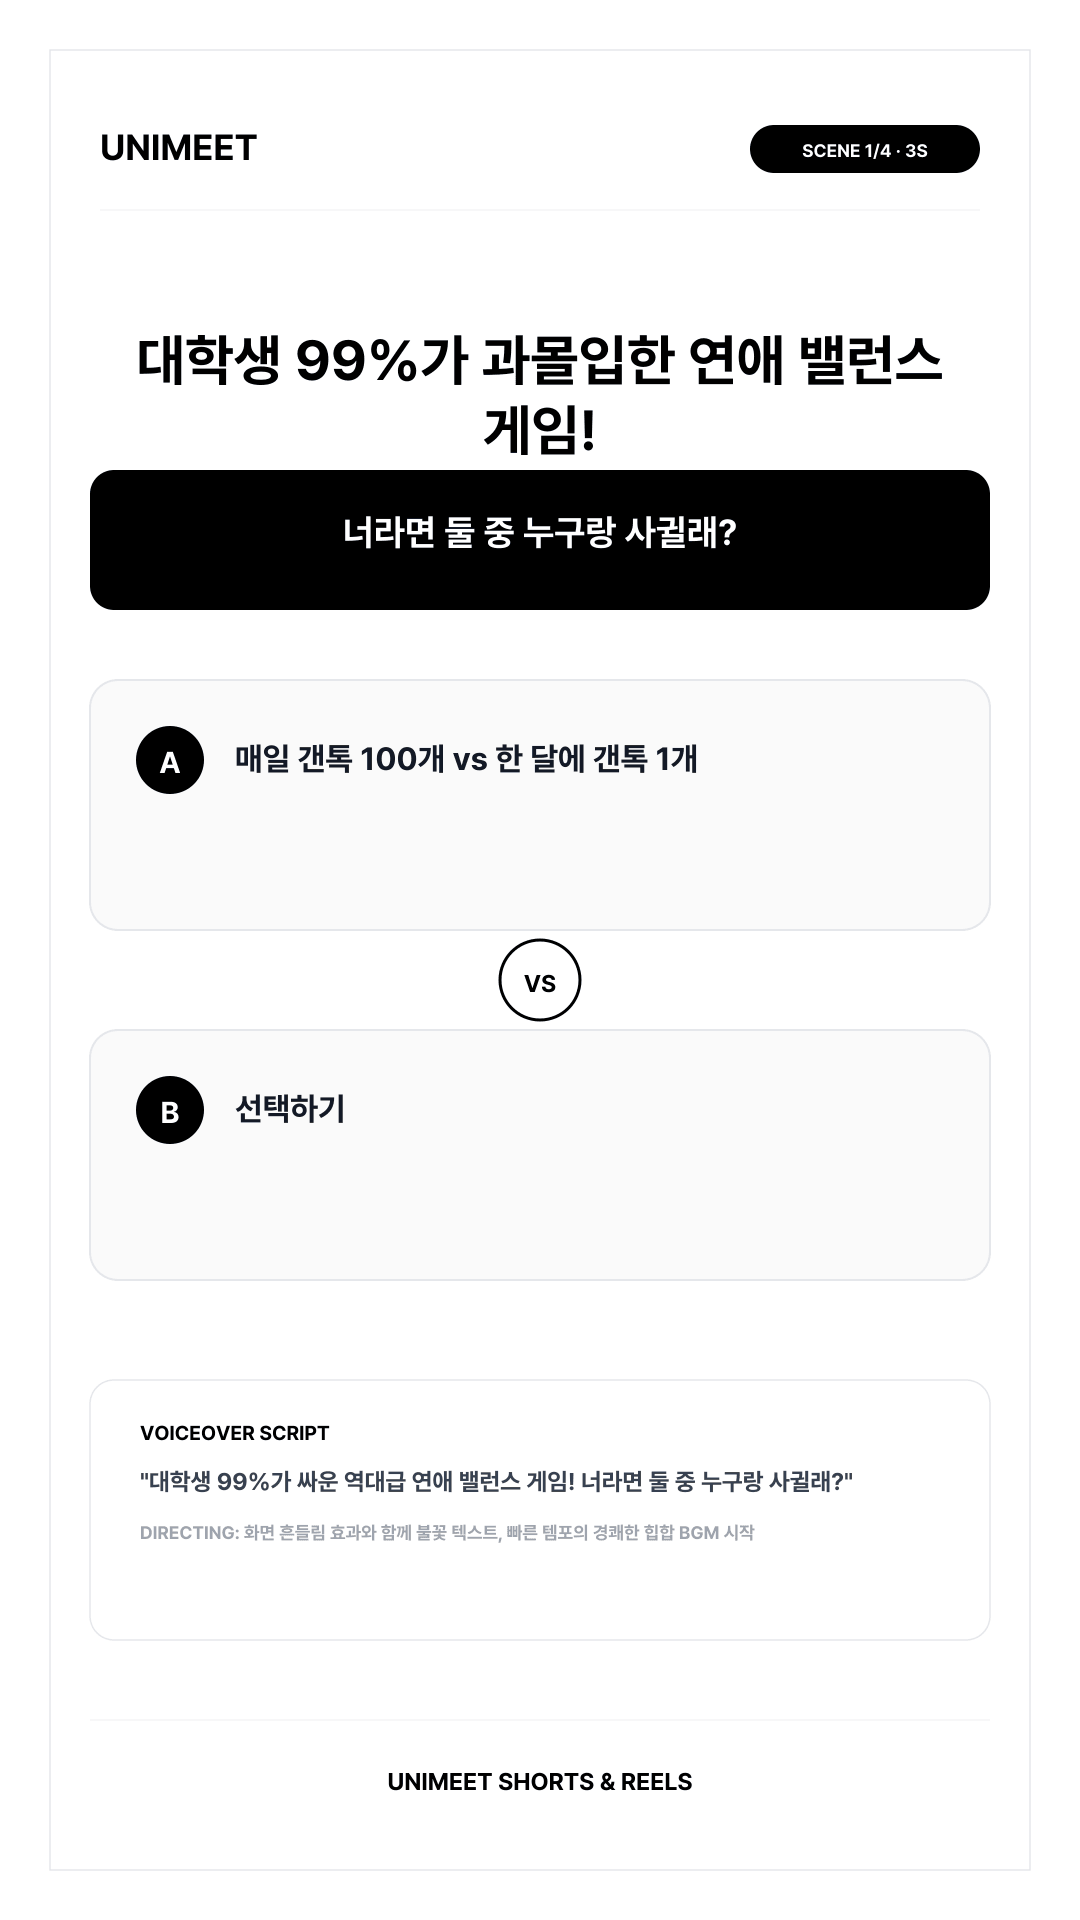 UNIMEET
SCENE 1/4 · 3S
대학생 99%가 과몰입한 연애 밸런스
게임!
너라면 둘 중 누구랑 사귈래?
A
매일 갠톡 100개 vs 한 달에 갠톡 1개
VS
B
선택하기
VOICEOVER SCRIPT
"대학생 99%가 싸운 역대급 연애 밸런스 게임! 너라면 둘 중 누구랑 사귈래?"
DIRECTING: 화면 흔들림 효과와 함께 불꽃 텍스트, 빠른 템포의 경쾌한 힙합 BGM 시작
UNIMEET SHORTS & REELS